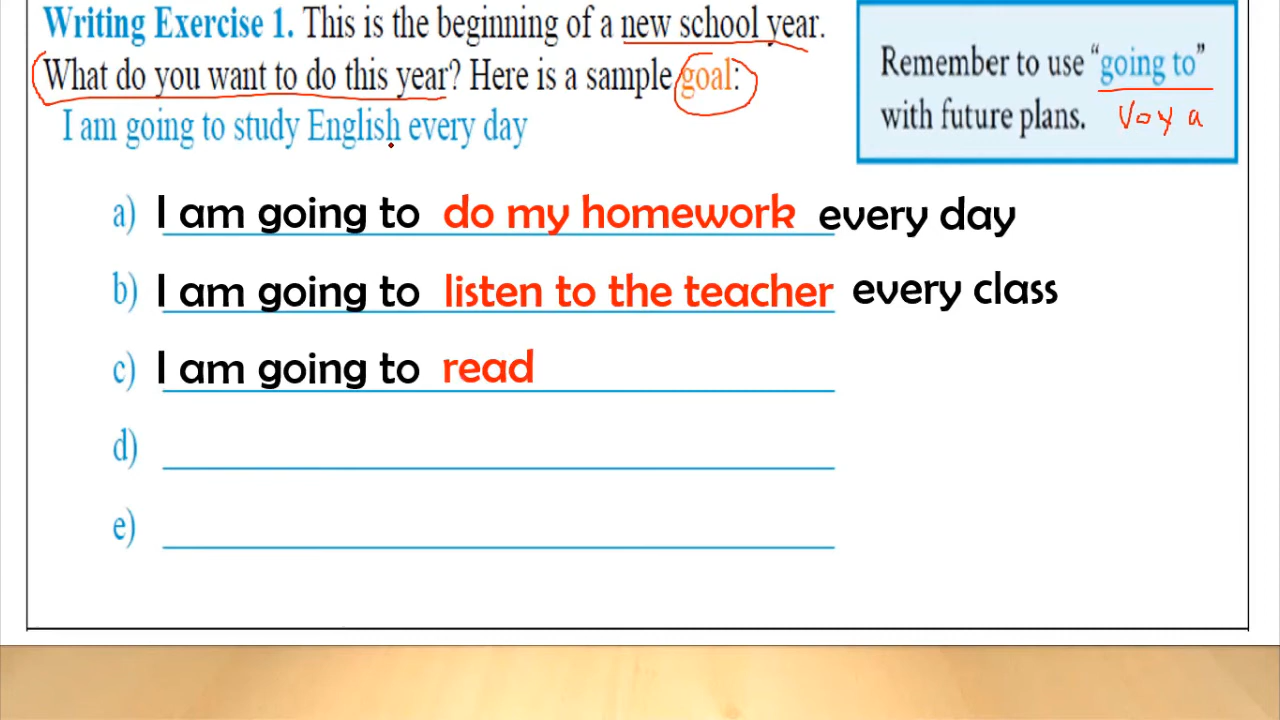 Writing Exercise 1. This is the beginning of a new school year.
What do you want to do this year? Here is a sample goal:
I am going to study English every day
Remember to use “going to”
with future plans.
Voy a
a) I am going to do my homework every day
b) I am going to listen to the teacher every class
c) I am going to read
d)
e)